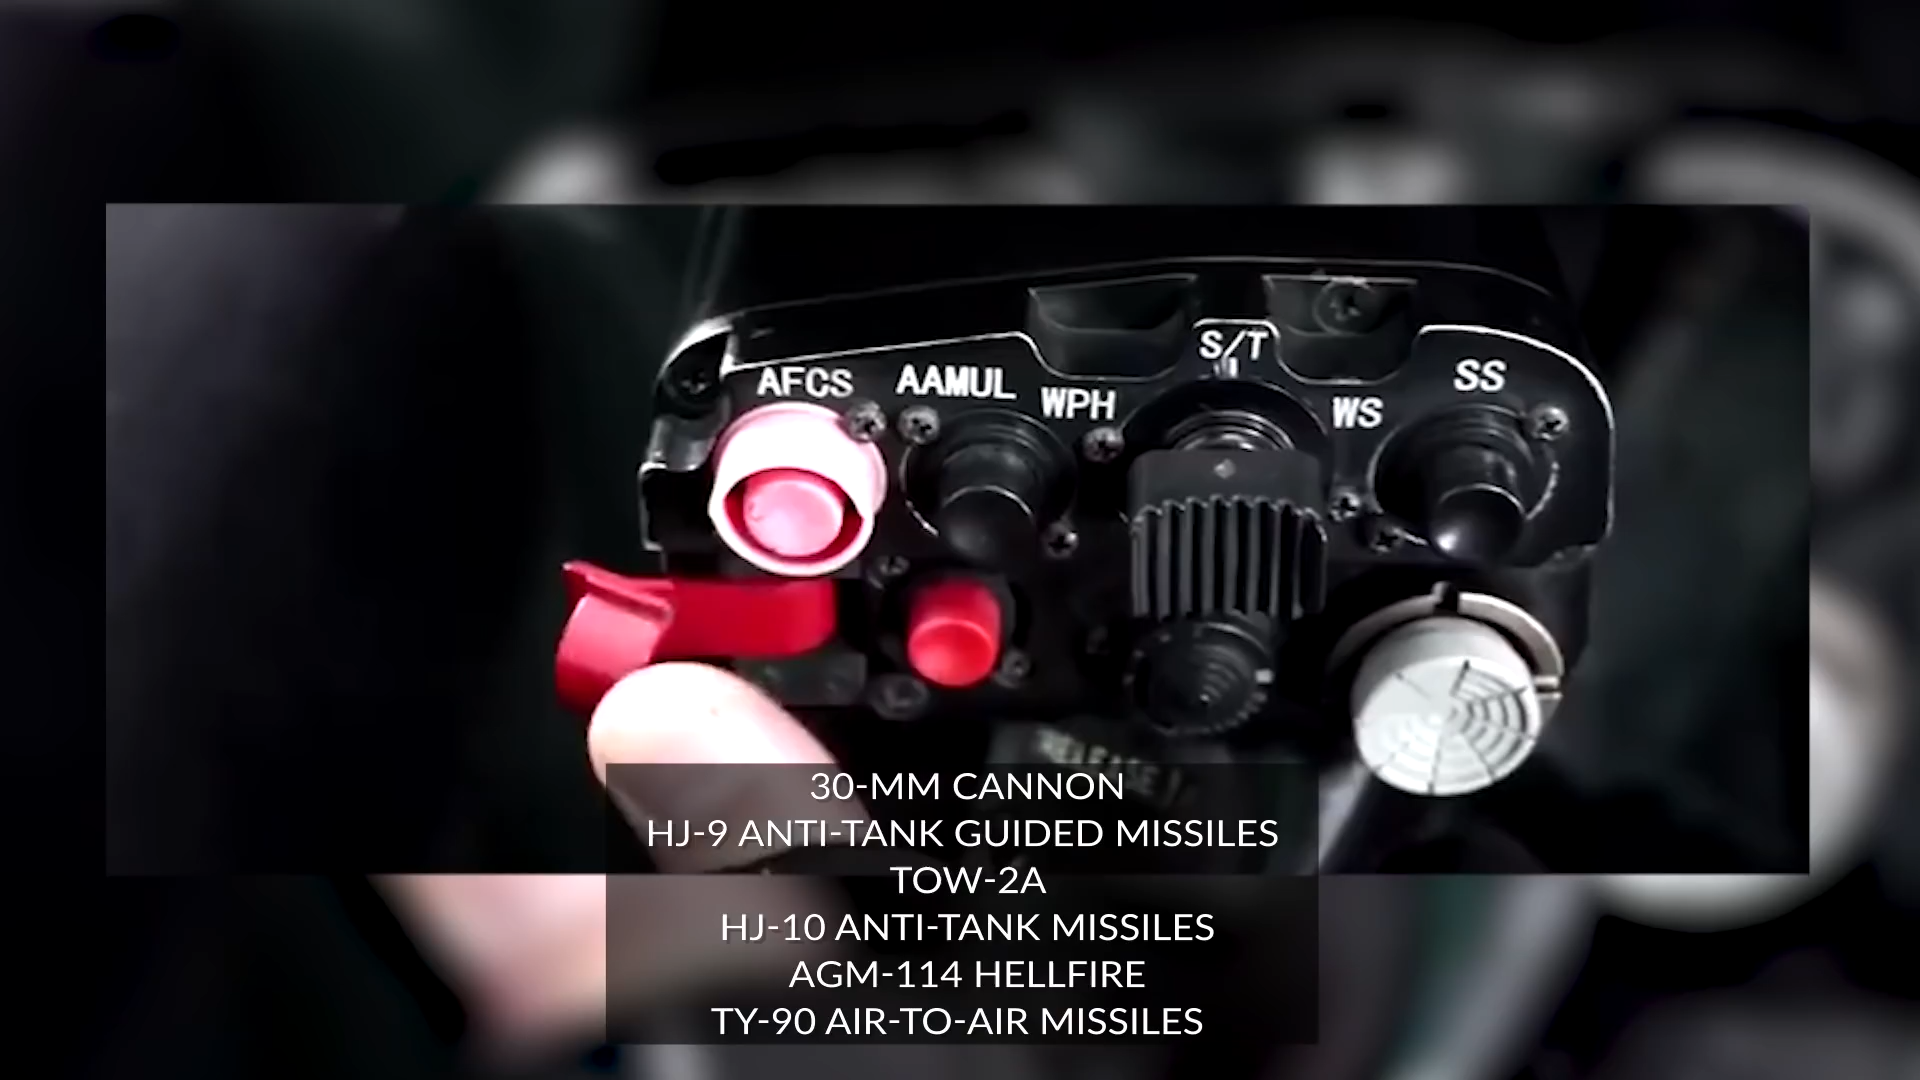 S/T
AFCS AAMUL WPH WS SS
RELEASE
30-MM CANNON
HJ-9 ANTI-TANK GUIDED MISSILES
TOW-2A
HJ-10 ANTI-TANK MISSILES
AGM-114 HELLFIRE
TY-90 AIR-TO-AIR MISSILES